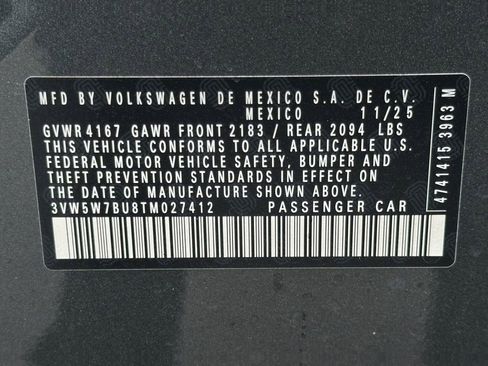 MFD BY VOLKSWAGEN DE MEXICO S.A. DE C.V.
MEXICO 11/25
GVWR 4167 GAWR FRONT 2183 / REAR 2094 LBS
THIS VEHICLE CONFORMS TO ALL APPLICABLE U.S.
FEDERAL MOTOR VEHICLE SAFETY, BUMPER AND
THEFT PREVENTION STANDARDS IN EFFECT ON THE
DATE OF MANUFACTURE SHOWN ABOVE.
3VW5W7BU8TM027412 PASSENGER CAR
4741415 3963 M